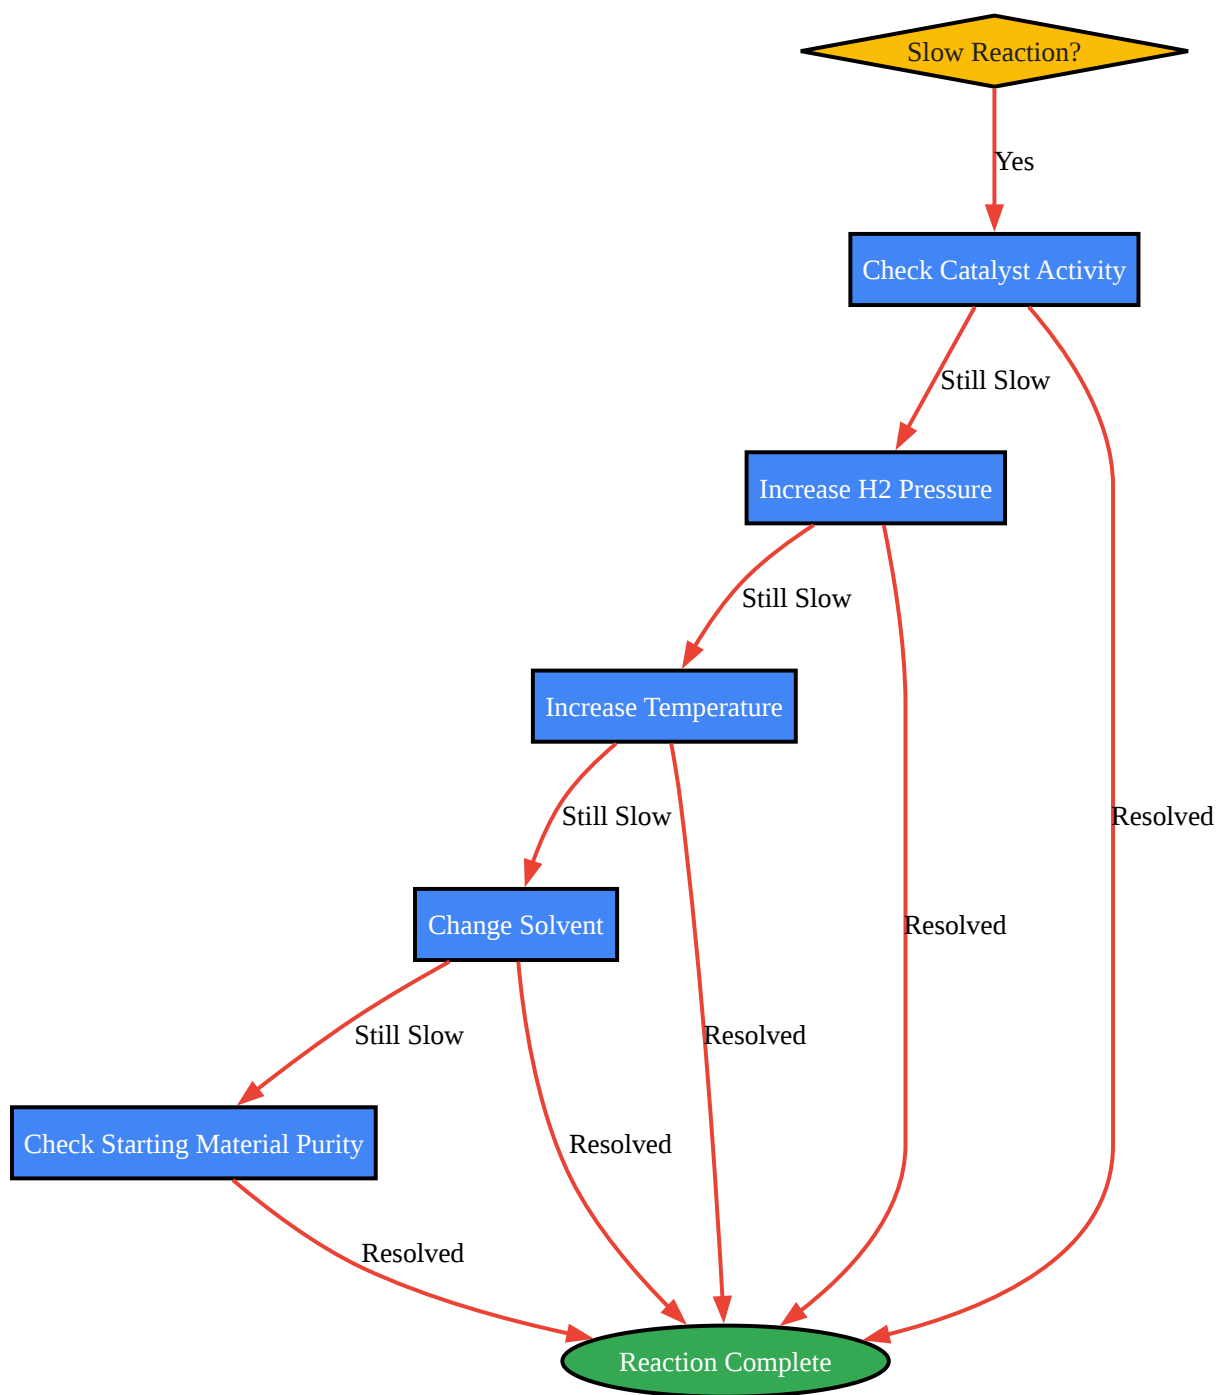 Slow Reaction?
Yes
Check Catalyst Activity
Still Slow
Increase H2 Pressure
Still Slow
Increase Temperature
Still Slow
Resolved
Change Solvent
Resolved
Still Slow
Resolved
Check Starting Material Purity
Resolved
Resolved
Reaction Complete